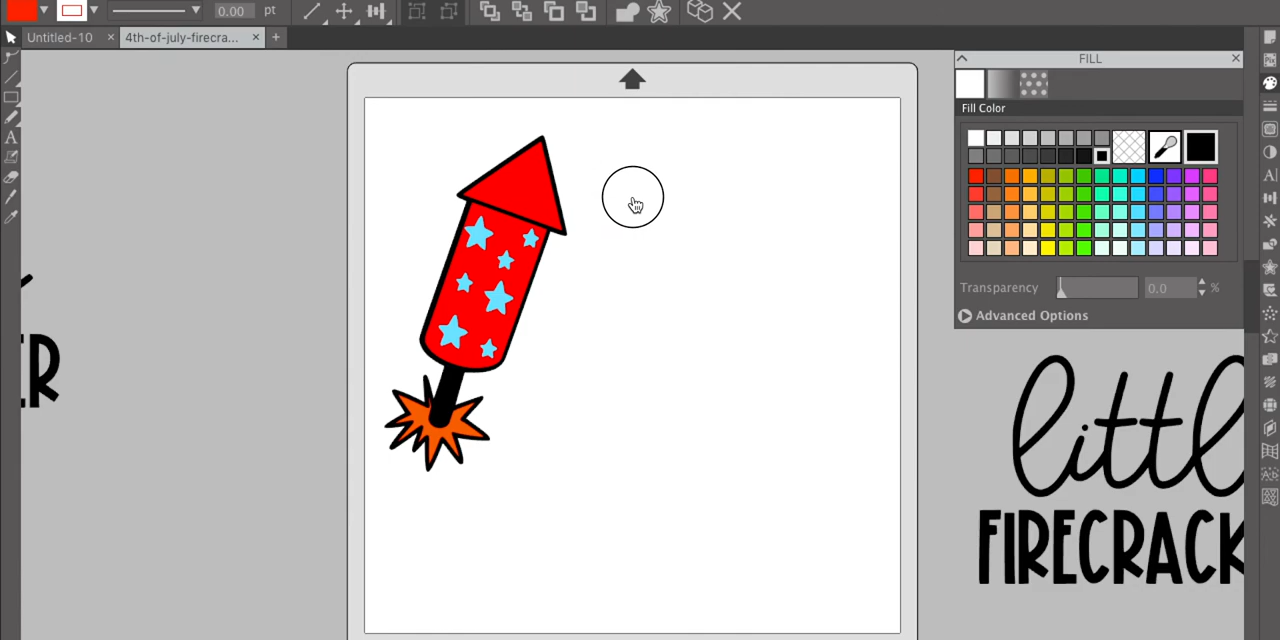 0.00 pt
Untitled-10 × 4th-of-july-firecra... × +
FILL
Fill Color
Transparency 0.0 %
Advanced Options
ER
little
FIRECRACK